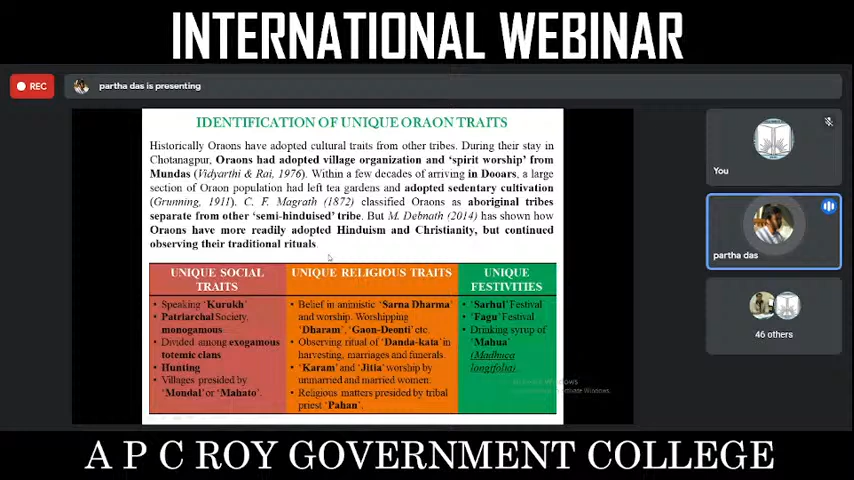 INTERNATIONAL WEBINAR
REC
partha das is presenting
IDENTIFICATION OF UNIQUE ORAON TRAITS
Historically Oraons have adopted cultural traits from other tribes. During their stay in
Chotanagpur, Oraons had adopted village organization and 'spirit worship' from
Mundas (Vidyarthi & Rai, 1976). Within a few decades of arriving in Dooars, a large
section of Oraon population had left tea gardens and adopted sedentary cultivation
(Grunning, 1911). C. F. Magrath (1872) classified Oraons as aboriginal tribes
separate from other 'semi-hinduised' tribe. But M. Debnath (2014) has shown how
Oraons have more readily adopted Hinduism and Christianity, but continued
observing their traditional rituals.
UNIQUE SOCIAL
TRAITS
• Speaking 'Kurukh'
• Patriarchal Society,
monogamous.
• Divided among exogamous
totemic clans
• Hunting
• Villages presided by
'Mondal' or 'Mahato'.
UNIQUE RELIGIOUS TRAITS
• Belief in animistic 'Sarna Dharma'
and worship. Worshipping
'Dharam', 'Gaon-Deonti' etc.
• Observing ritual of 'Danda-kata' in
harvesting, marriages and funerals.
• 'Karam' and 'Jitia' worship by
unmarried and married women.
• Religious matters presided by tribal
priest 'Pahan'.
UNIQUE
FESTIVITIES
• 'Sarhul' Festival
• 'Fagu' Festival
• Drinking syrup of
'Mahua'
(Madhuca
longifolia).
Windows.
You
partha das
46 others
A P C ROY GOVERNMENT COLLEGE